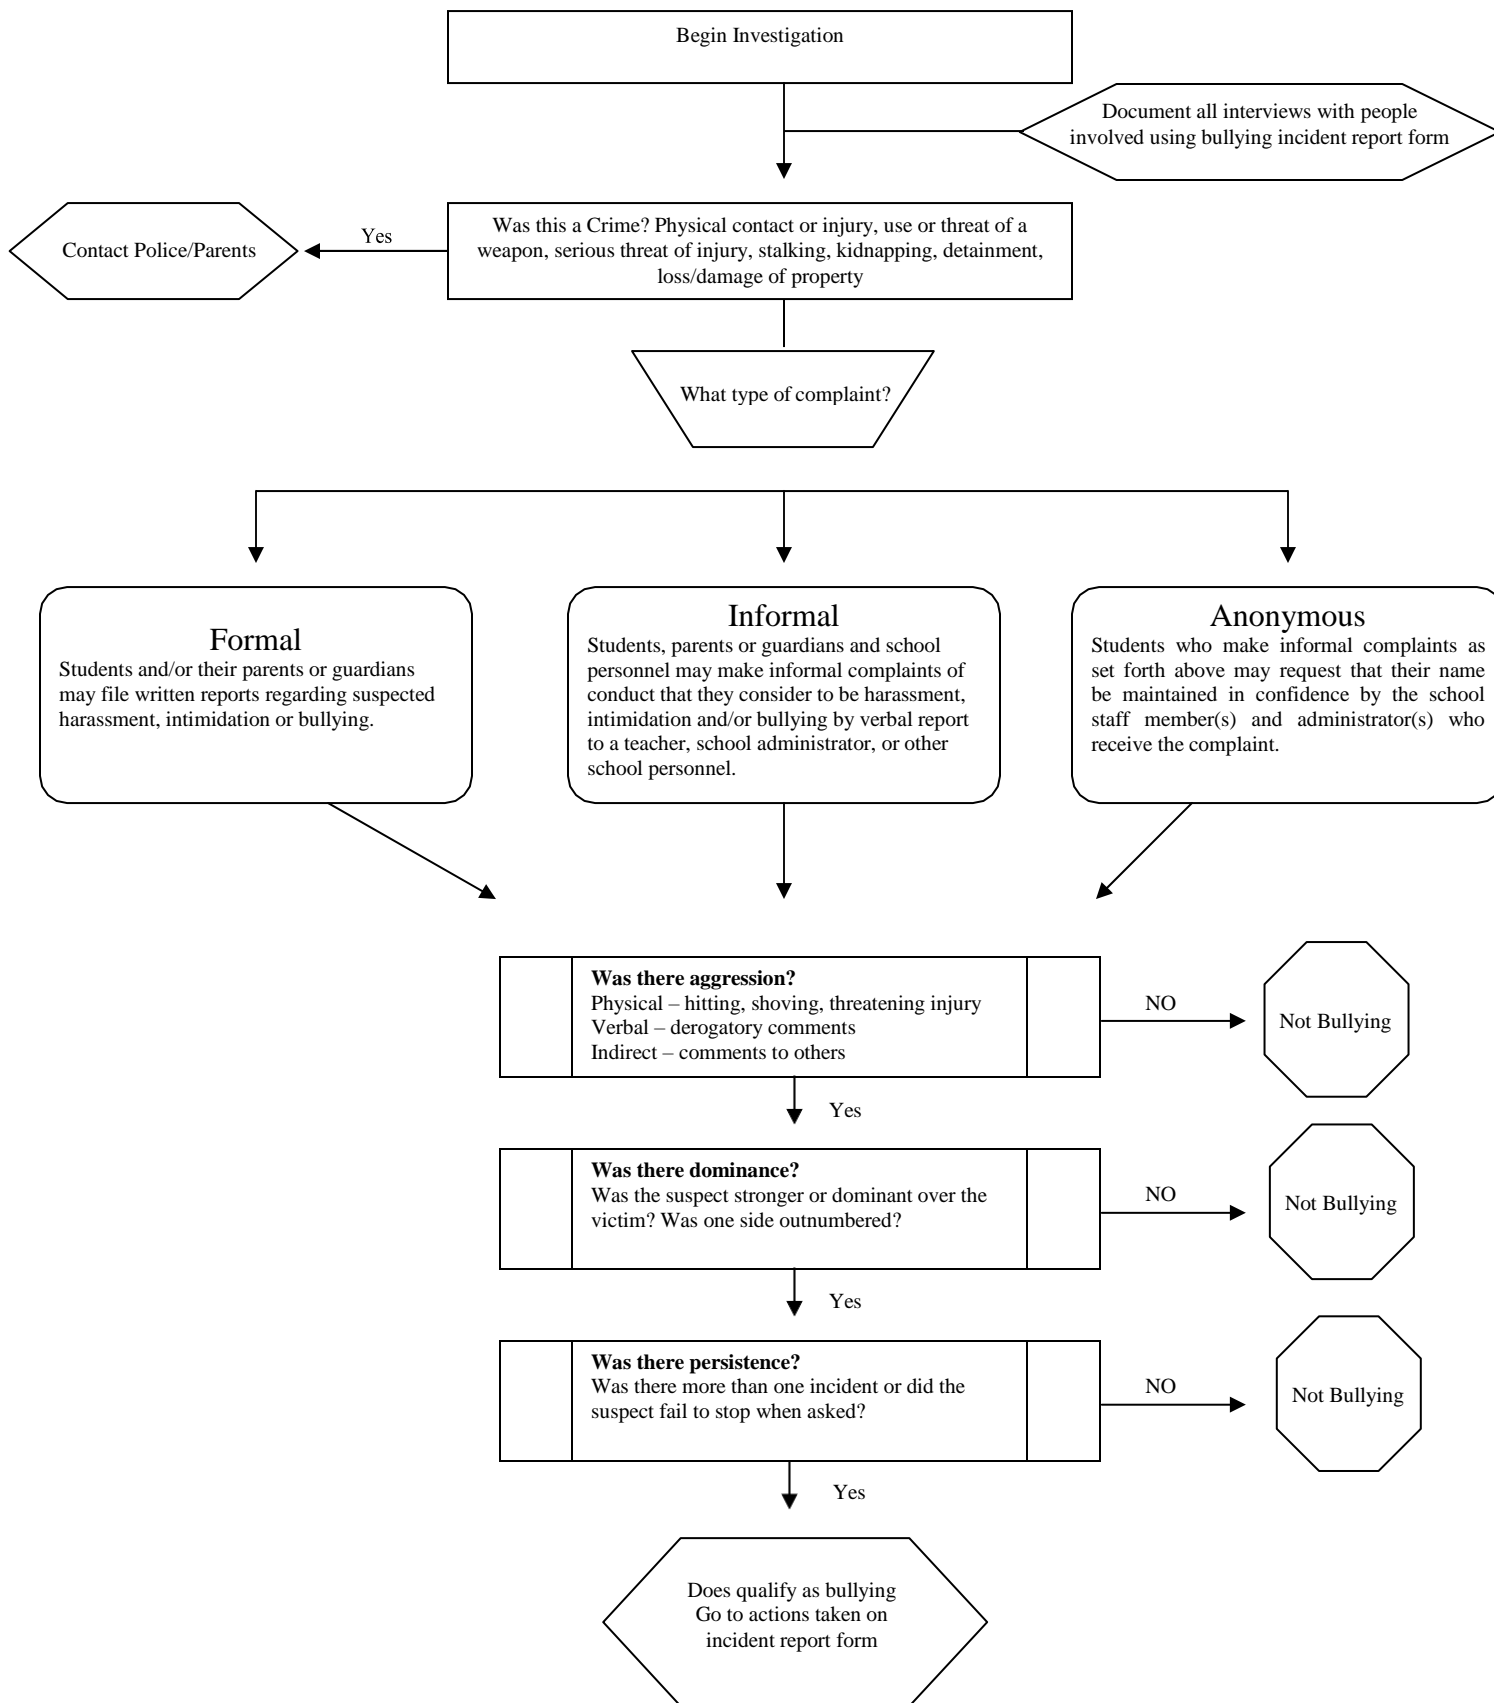 Begin Investigation
Document all interviews with people
involved using bullying incident report form
Was this a Crime? Physical contact or injury, use or threat of a
weapon, serious threat of injury, stalking, kidnapping, detainment,
loss/damage of property
Yes
Contact Police/Parents
What type of complaint?
Formal
Students and/or their parents or guardians
may file written reports regarding suspected
harassment, intimidation or bullying.
Informal
Students, parents or guardians and school
personnel may make informal complaints of
conduct that they consider to be harassment,
intimidation and/or bullying by verbal report
to a teacher, school administrator, or other
school personnel.
Anonymous
Students who make informal complaints as
set forth above may request that their name
be maintained in confidence by the school
staff member(s) and administrator(s) who
receive the complaint.
Was there aggression?
Physical – hitting, shoving, threatening injury
Verbal – derogatory comments
Indirect – comments to others
NO
Not Bullying
Yes
Was there dominance?
Was the suspect stronger or dominant over the
victim? Was one side outnumbered?
NO
Not Bullying
Yes
Was there persistence?
Was there more than one incident or did the
suspect fail to stop when asked?
NO
Not Bullying
Yes
Does qualify as bullying
Go to actions taken on
incident report form